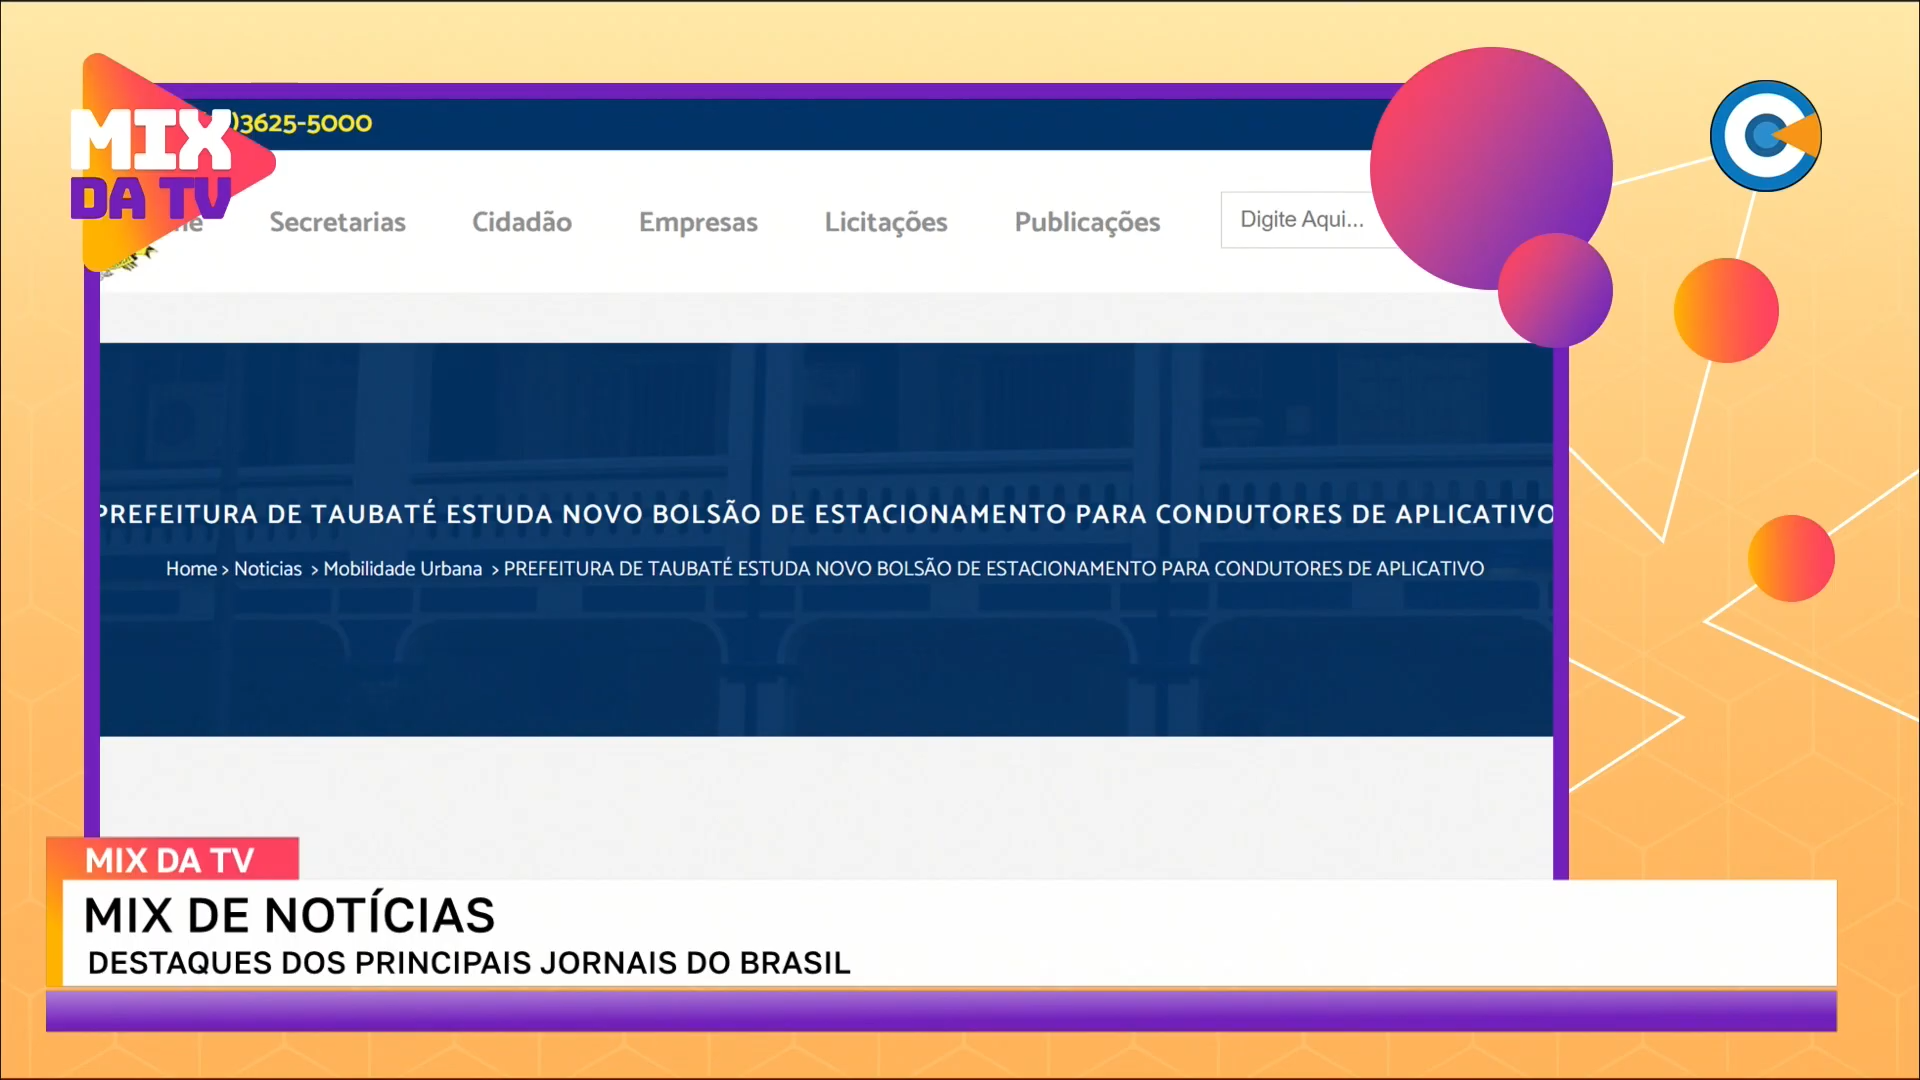 MIX
DA TV
)3625-5000
Secretarias
Cidadão
Empresas
Licitações
Publicações
Digite Aqui...
PREFEITURA DE TAUBATÉ ESTUDA NOVO BOLSÃO DE ESTACIONAMENTO PARA CONDUTORES DE APLICATIVO
Home > Noticias > Mobilidade Urbana > PREFEITURA DE TAUBATÉ ESTUDA NOVO BOLSÃO DE ESTACIONAMENTO PARA CONDUTORES DE APLICATIVO
MIX DA TV
MIX DE NOTÍCIAS
DESTAQUES DOS PRINCIPAIS JORNAIS DO BRASIL